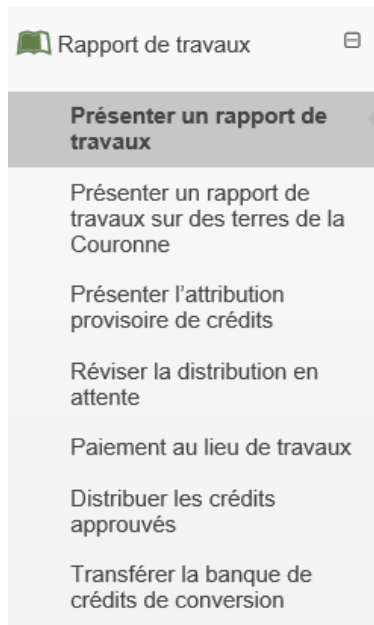 Rapport de travaux
Présenter un rapport de
travaux
Présenter un rapport de
travaux sur des terres de la
Couronne
Présenter l’attribution
provisoire de crédits
Réviser la distribution en
attente
Paiement au lieu de travaux
Distribuer les crédits
approuvés
Transférer la banque de
crédits de conversion